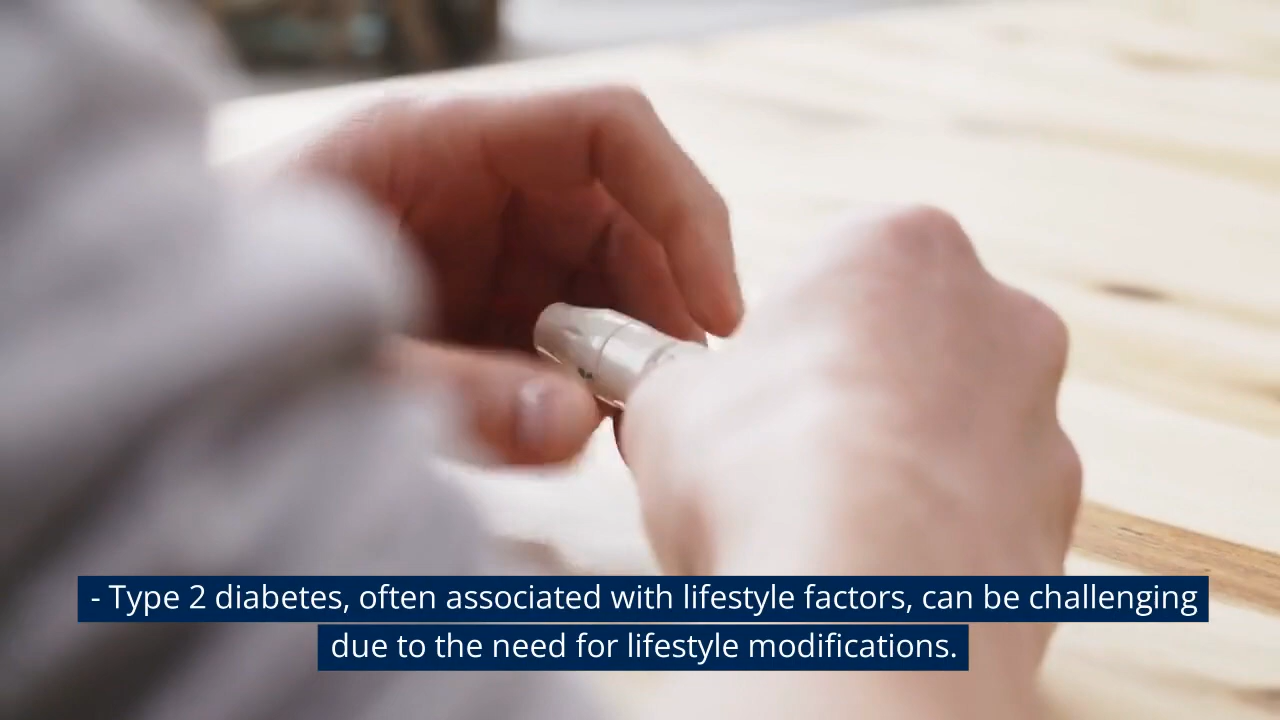 - Type 2 diabetes, often associated with lifestyle factors, can be challenging
due to the need for lifestyle modifications.